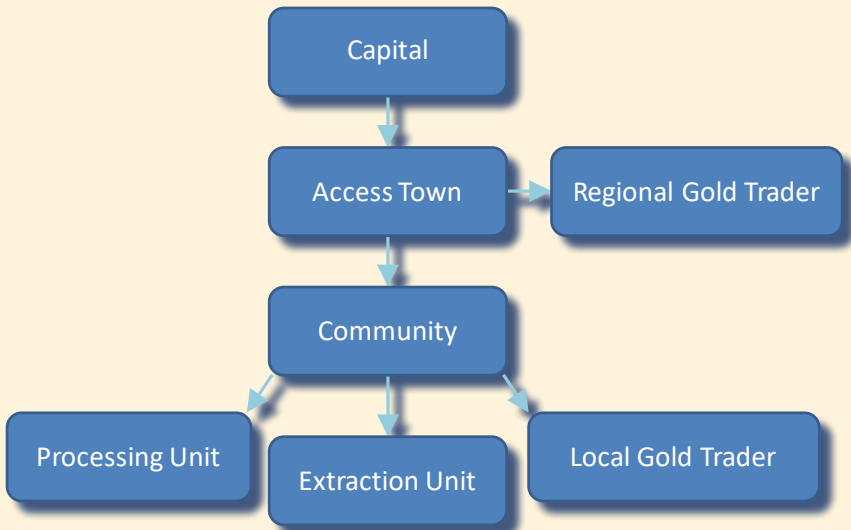 Capital
Access Town
Regional Gold Trader
Community
Processing Unit
Extraction Unit
Local Gold Trader